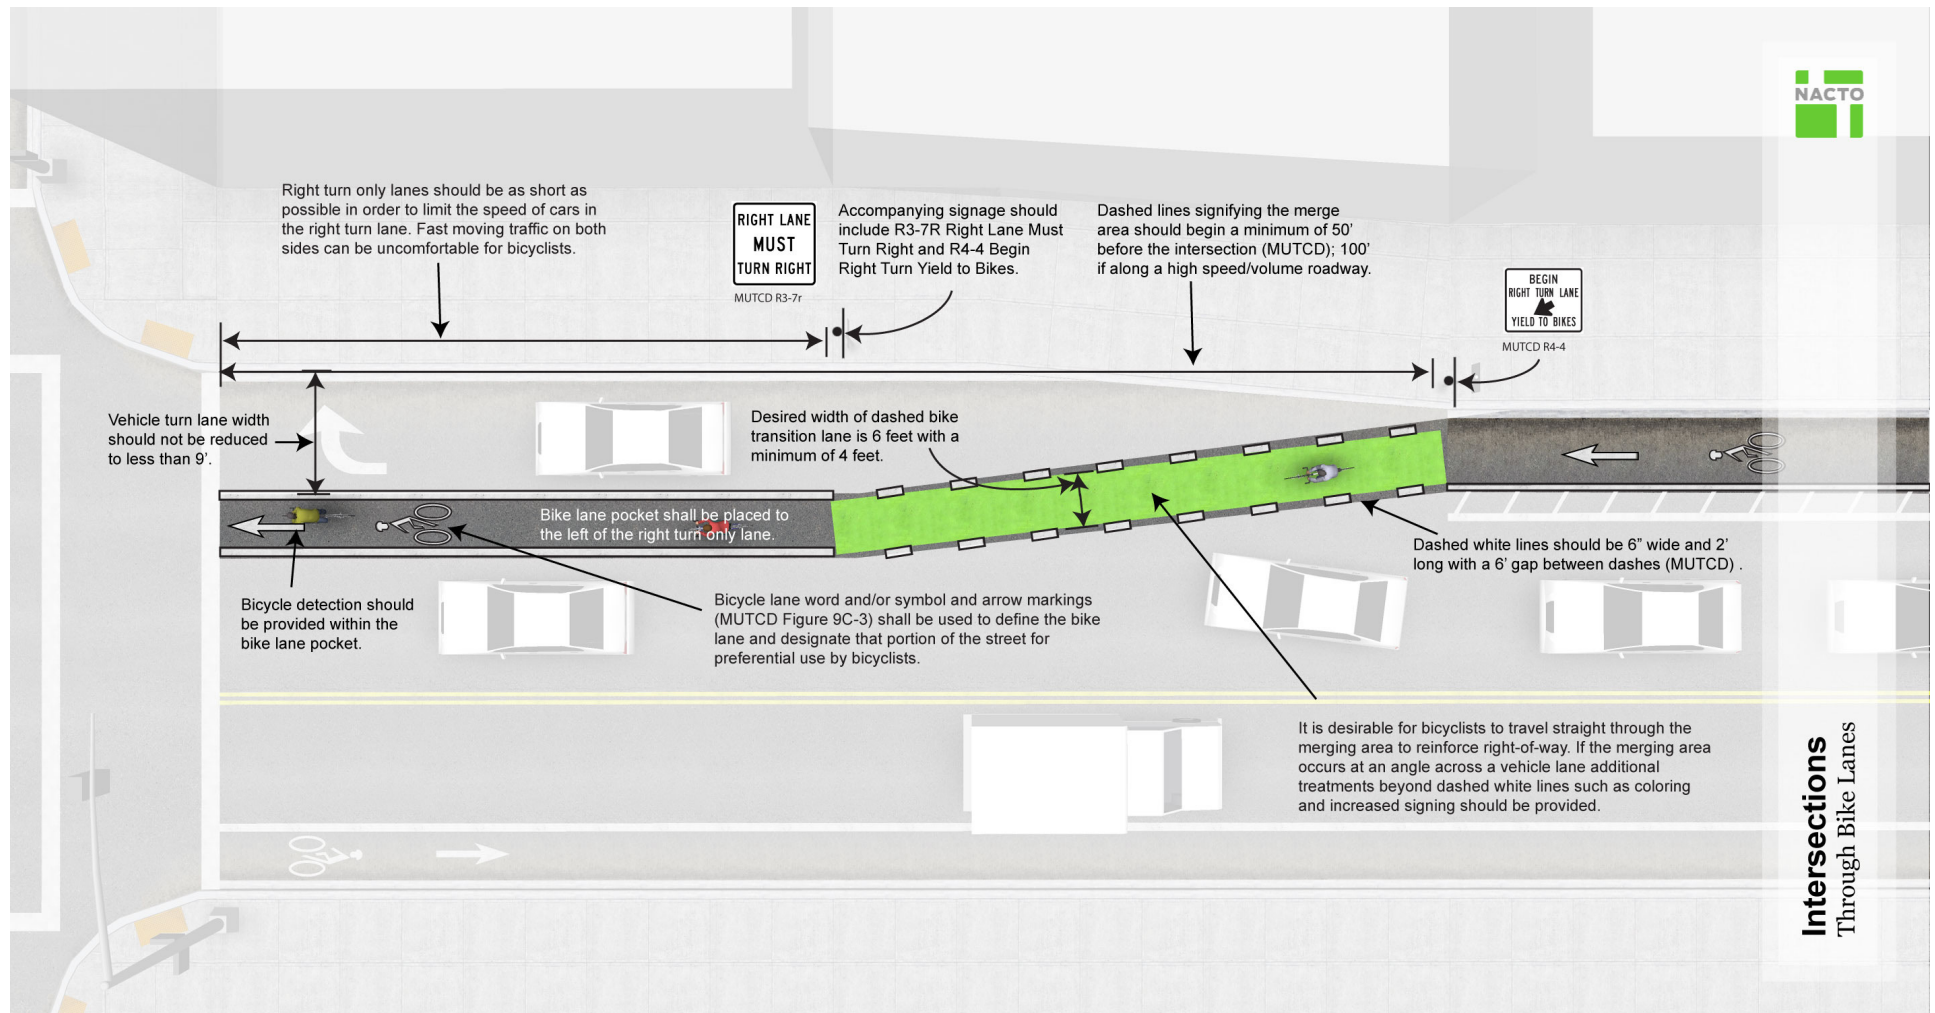 NACTO
Right turn only lanes should be as short as
possible in order to limit the speed of cars in
the right turn lane. Fast moving traffic on both
sides can be uncomfortable for bicyclists.
RIGHT LANE
MUST
TURN RIGHT
MUTCD R3-7r
Accompanying signage should
include R3-7R Right Lane Must
Turn Right and R4-4 Begin
Right Turn Yield to Bikes.
Dashed lines signifying the merge
area should begin a minimum of 50’
before the intersection (MUTCD); 100’
if along a high speed/volume roadway.
BEGIN
RIGHT TURN LANE
YIELD TO BIKES
MUTCD R4-4
Vehicle turn lane width
should not be reduced
to less than 9’.
Desired width of dashed bike
transition lane is 6 feet with a
minimum of 4 feet.
Bike lane pocket shall be placed to
the left of the right turn only lane.
Dashed white lines should be 6” wide and 2’
long with a 6’ gap between dashes (MUTCD) .
Bicycle detection should
be provided within the
bike lane pocket.
Bicycle lane word and/or symbol and arrow markings
(MUTCD Figure 9C-3) shall be used to define the bike
lane and designate that portion of the street for
preferential use by bicyclists.
It is desirable for bicyclists to travel straight through the
merging area to reinforce right-of-way. If the merging area
occurs at an angle across a vehicle lane additional
treatments beyond dashed white lines such as coloring
and increased signing should be provided.
Intersections
Through Bike Lanes